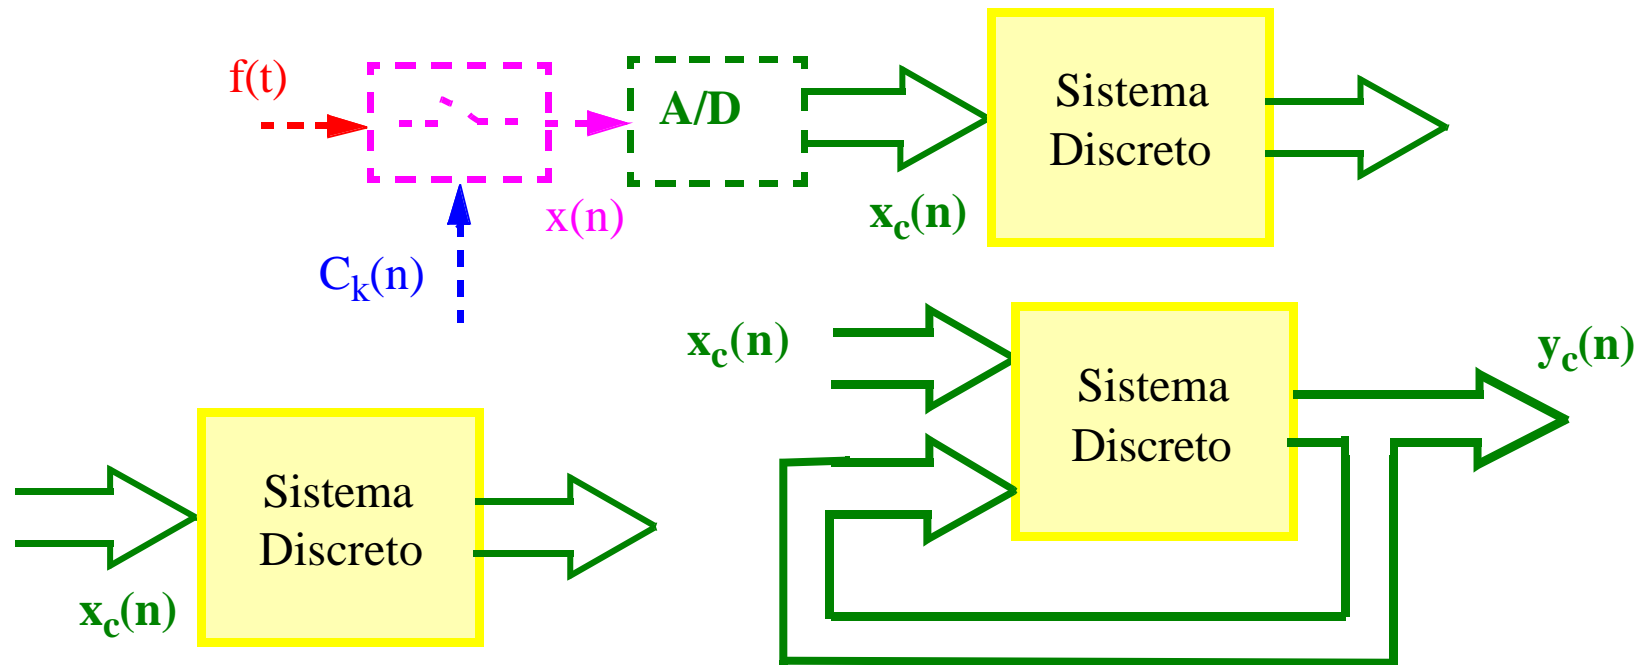 f(t)
A/D
Sistema
Discreto
x(n)
x_c(n)
C_k(n)
x_c(n)
y_c(n)
Sistema
Discreto
Sistema
Discreto
x_c(n)